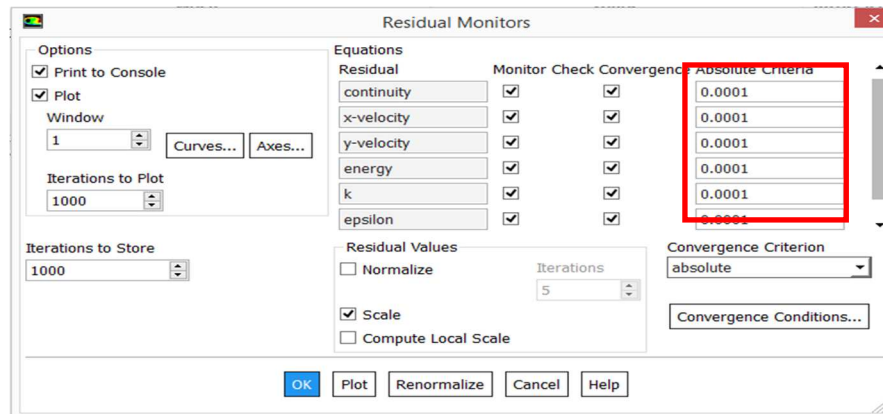 Residual Monitors
Options
Print to Console
Plot
Window
1
Curves...
Axes...
Iterations to Plot
1000
Iterations to Store
1000
Equations
Residual Monitor Check Convergence Absolute Criteria
continuity 0.0001
x-velocity 0.0001
y-velocity 0.0001
energy 0.0001
k 0.0001
epsilon 0.0001
Residual Values
Normalize
Iterations
5
Scale
Compute Local Scale
Convergence Criterion
absolute
Convergence Conditions...
OK Plot Renormalize Cancel Help